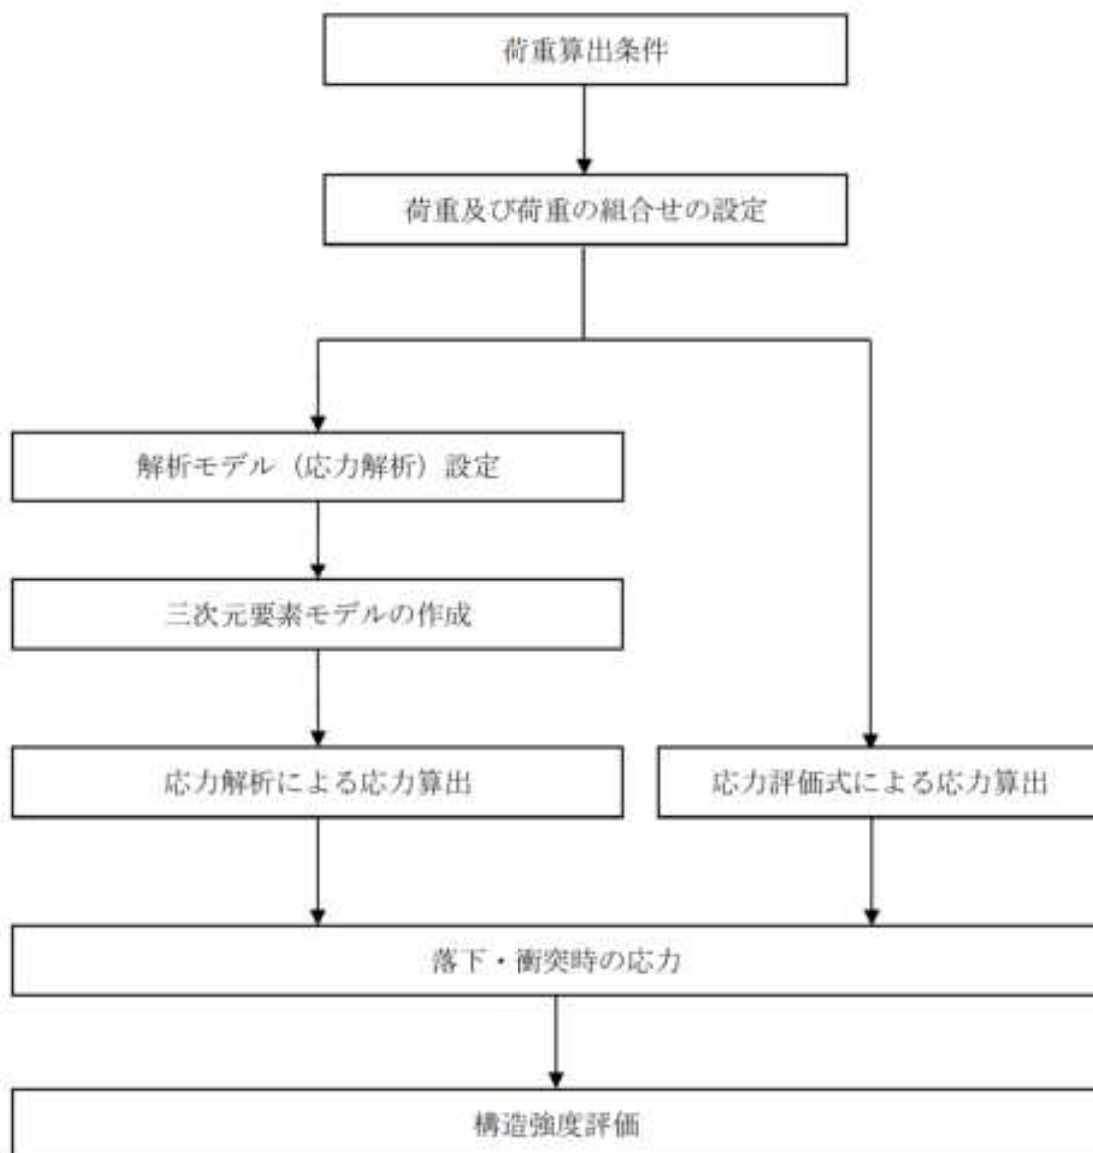 荷重算出条件
荷重及び荷重の組合せの設定
解析モデル（応力解析）設定
三次元要素モデルの作成
応力解析による応力算出
応力評価式による応力算出
落下・衝突時の応力
構造強度評価